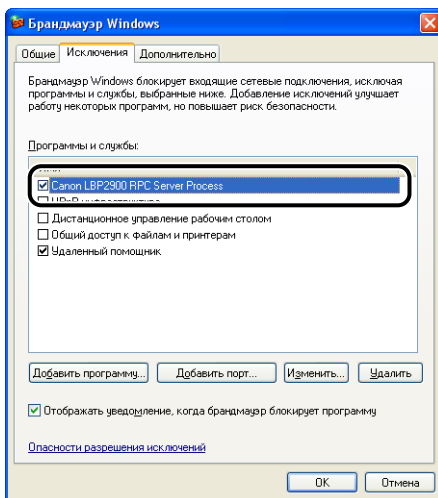 Брандмауэр Windows
Общие Исключения Дополнительно
Брандмауэр Windows блокирует входящие сетевые подключения, исключая
программы и службы, выбранные ниже. Добавление исключений улучшает
работу некоторых программ, но повышает риск безопасности.
Программы и службы:
Canon LBP2900 RPC Server Process
Дистанционное управление рабочим столом
Общий доступ к файлам и принтерам
Удаленный помощник
Добавить программу... Добавить порт... Изменить... Удалить
Отображать уведомление, когда брандмауэр блокирует программу
Опасности разрешения исключений
OK Отмена